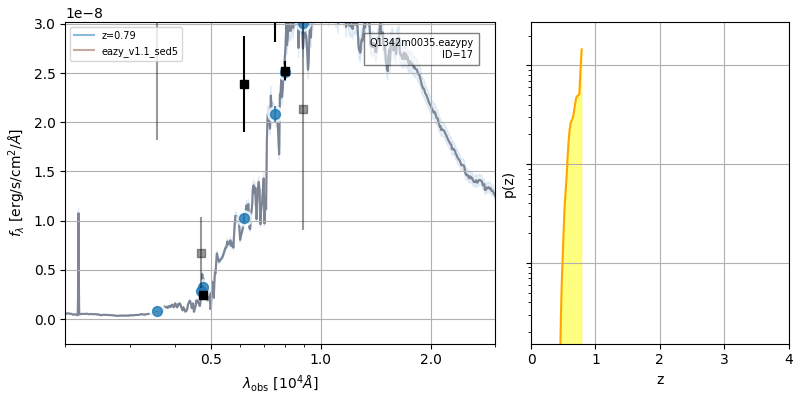 1e−8
z=0.79
eazy_v1.1_sed5
Q1342m0035.eazypy
ID=17
3.0
2.5
2.0
1.5
1.0
0.5
0.0
f_λ [erg/s/cm²/Å]
0.5 1.0 2.0
λ_obs [10⁴Å]
p(z)
0 1 2 3 4
z